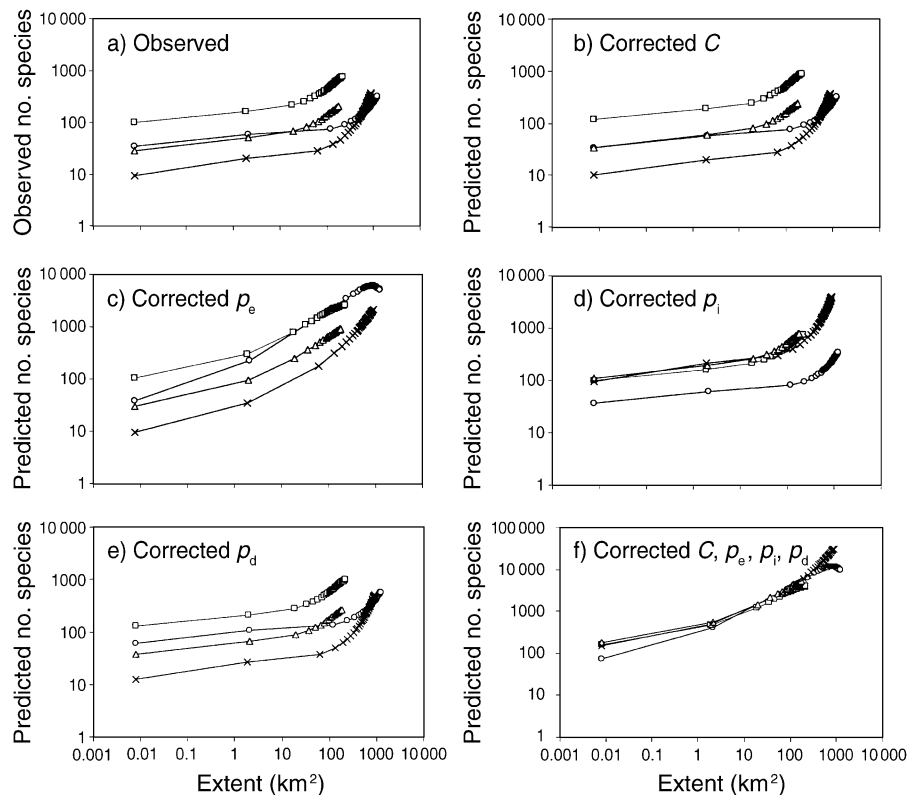 a) Observed
10 000
1000
100
10
1
Observed no. species
b) Corrected C
10 000
1000
100
10
1
Predicted no. species
c) Corrected pe
10 000
1000
100
10
1
Predicted no. species
d) Corrected pi
10 000
1000
100
10
1
Predicted no. species
e) Corrected pd
10 000
1000
100
10
1
Predicted no. species
0.001 0.01 0.1 1 10 100 1000 10 000
Extent (km²)
f) Corrected C, pe, pi, pd
100 000
10 000
1000
100
10
1
Predicted no. species
0.001 0.01 0.1 1 10 100 1000 10 000
Extent (km²)